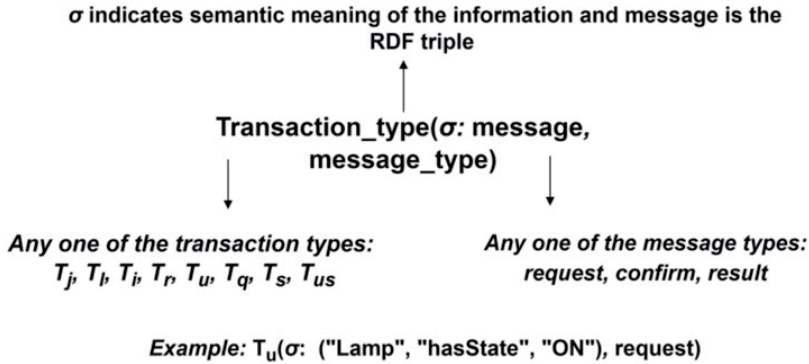 σ indicates semantic meaning of the information and message is the
RDF triple
Transaction_type(σ: message,
message_type)
Any one of the transaction types:
Tj, Tl, Ti, Tr, Tu, Tq, Ts, Tus
Any one of the message types:
request, confirm, result
Example: Tu(σ: ("Lamp", "hasState", "ON"), request)